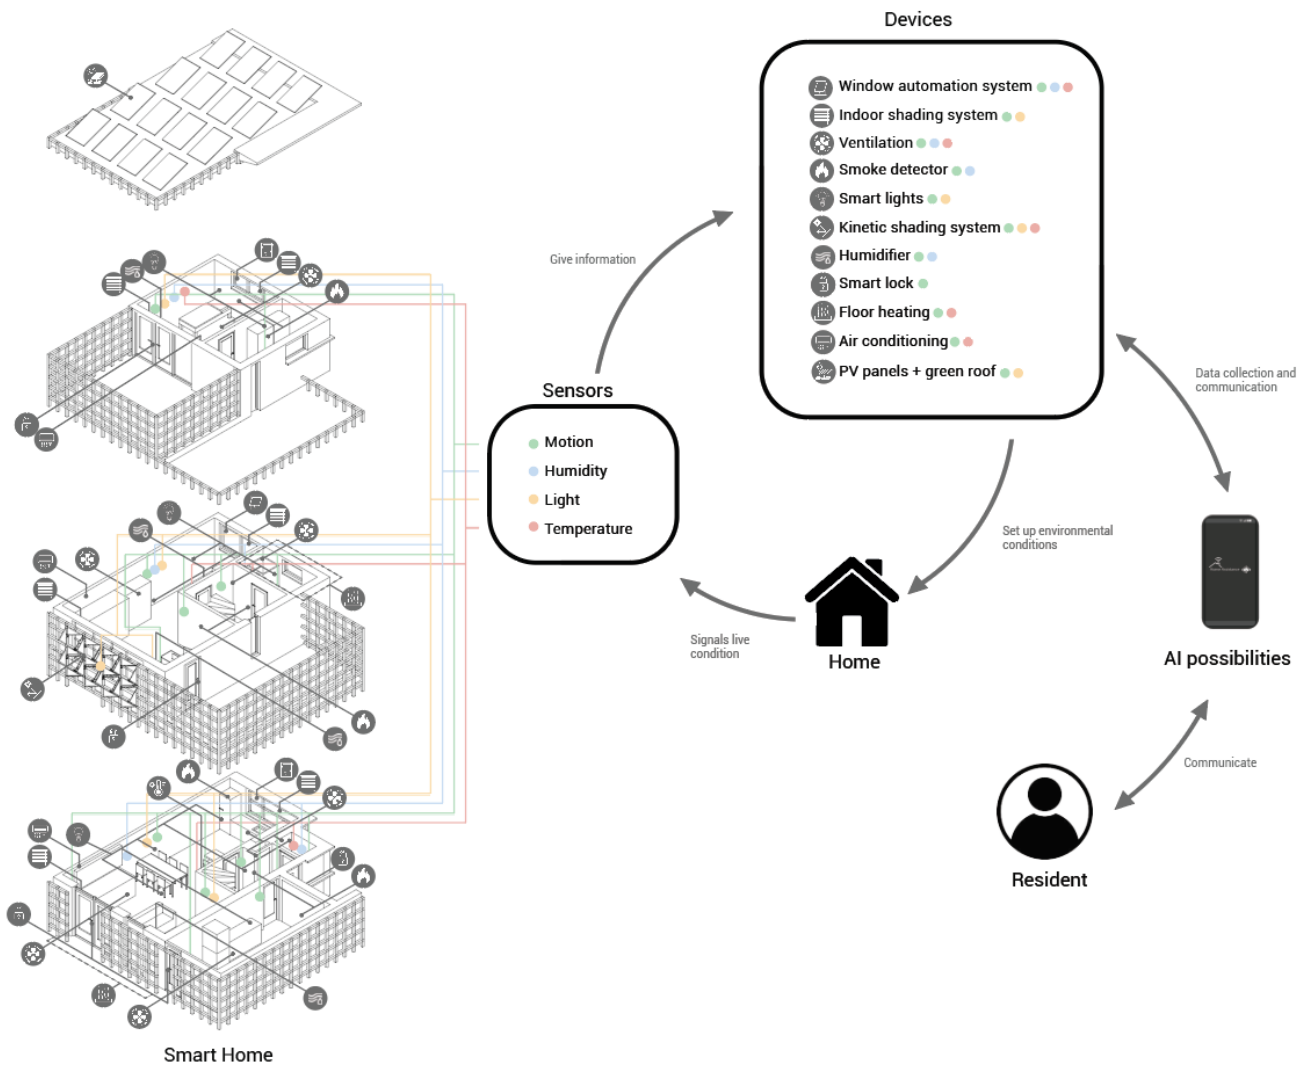 Devices
Window automation system
Indoor shading system
Ventilation
Smoke detector
Smart lights
Kinetic shading system
Humidifier
Smart lock
Floor heating
Air conditioning
PV panels + green roof
Give information
Sensors
Motion
Humidity
Light
Temperature
Data collection and
communication
Set up environmental
conditions
Signals live
condition
Home
AI possibilities
Communicate
Resident
Smart Home